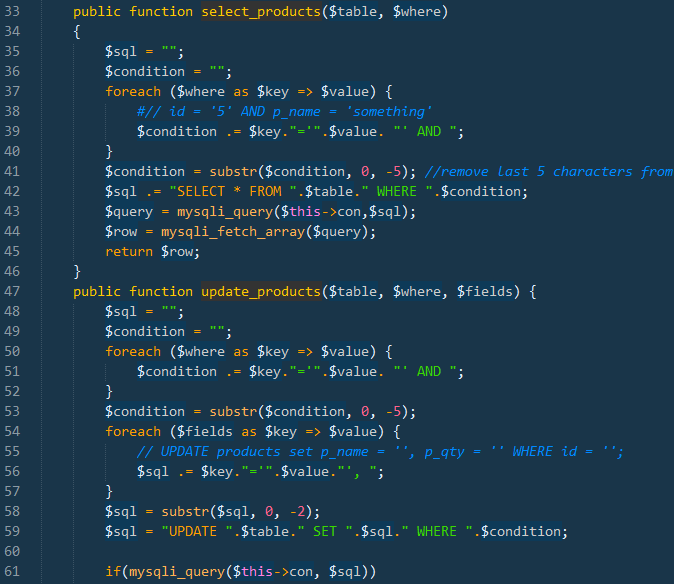 33 public function select_products($table, $where)
34 {
35 $sql = "";
36 $condition = "";
37 foreach ($where as $key => $value) {
38 #// id = '5' AND p_name = 'something'
39 $condition .= $key."='".$value. "' AND ";
40 }
41 $condition = substr($condition, 0, -5); //remove last 5 characters from
42 $sql .= "SELECT * FROM ".$table." WHERE ".$condition;
43 $query = mysqli_query($this->con,$sql);
44 $row = mysqli_fetch_array($query);
45 return $row;
46 }
47 public function update_products($table, $where, $fields) {
48 $sql = "";
49 $condition = "";
50 foreach ($where as $key => $value) {
51 $condition .= $key."='".$value. "' AND ";
52 }
53 $condition = substr($condition, 0, -5);
54 foreach ($fields as $key => $value) {
55 // UPDATE products set p_name = '', p_qty = '' WHERE id = '';
56 $sql .= $key."='".$value."', ";
57 }
58 $sql = substr($sql, 0, -2);
59 $sql = "UPDATE ".$table." SET ".$sql." WHERE ".$condition;
60
61 if(mysqli_query($this->con, $sql))